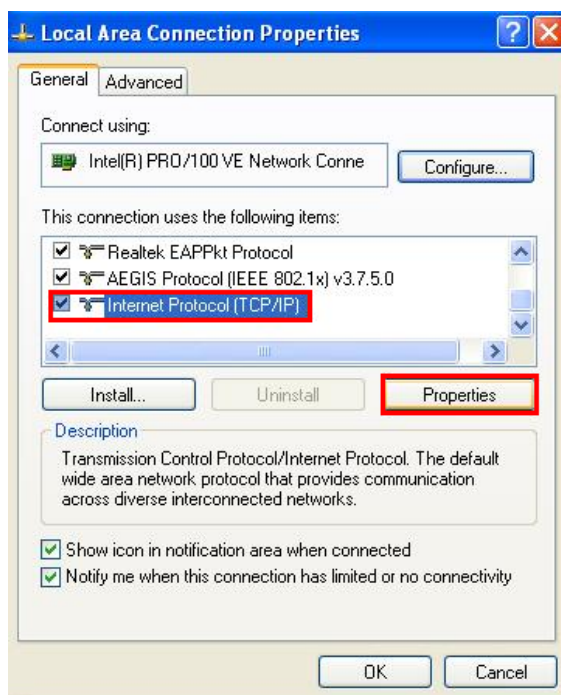 Local Area Connection Properties
General Advanced
Connect using:
Intel(R) PRO/100 VE Network Conne
Configure...
This connection uses the following items:
Realtek EAPPkt Protocol
AEGIS Protocol (IEEE 802.1x) v3.7.5.0
Internet Protocol (TCP/IP)
Install... Uninstall Properties
Description
Transmission Control Protocol/Internet Protocol. The default
wide area network protocol that provides communication
across diverse interconnected networks.
Show icon in notification area when connected
Notify me when this connection has limited or no connectivity
OK Cancel